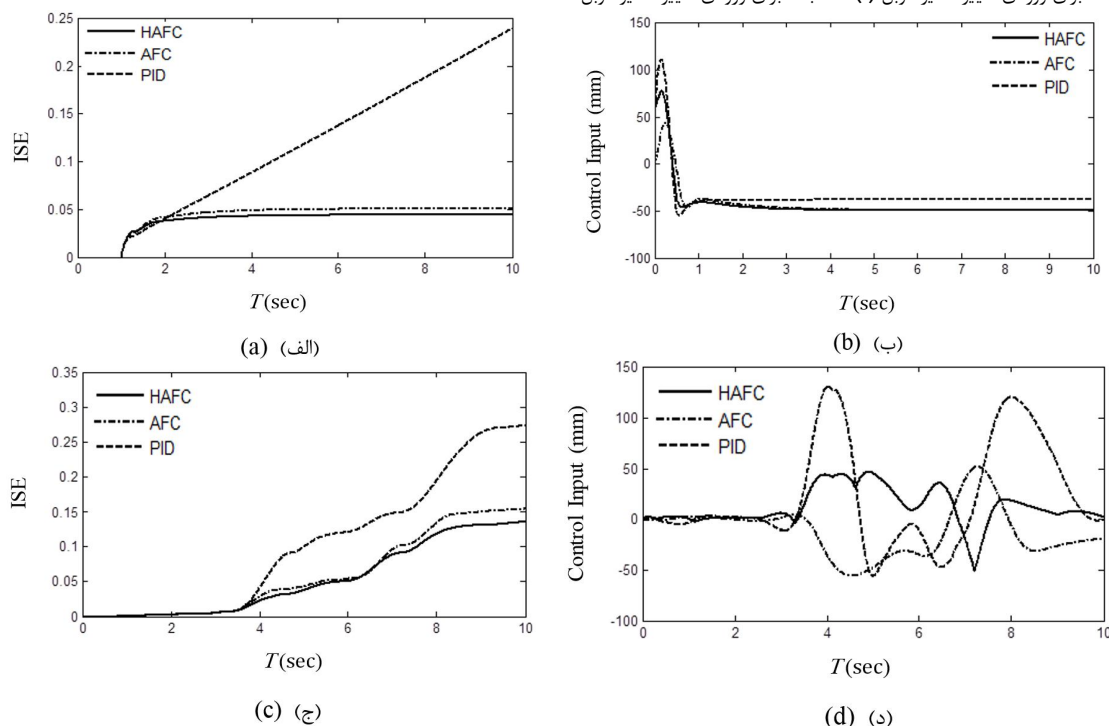 0.25
0.2
0.15
0.1
0.05
0
ISE
HAFC
AFC
PID
0 2 4 6 8 10
T(sec)
(a) (الف)
150
100
50
0
-50
-100
Control Input (mm)
HAFC
AFC
PID
0 1 2 3 4 5 6 7 8 9 10
T(sec)
(b) (ب)
0.35
0.3
0.25
0.2
0.15
0.1
0.05
0
ISE
HAFC
AFC
PID
0 2 4 6 8 10
T(sec)
(c) (ج)
150
100
50
0
-50
-100
Control Input (mm)
HAFC
AFC
PID
0 2 4 6 8 10
T(sec)
(d) (د)